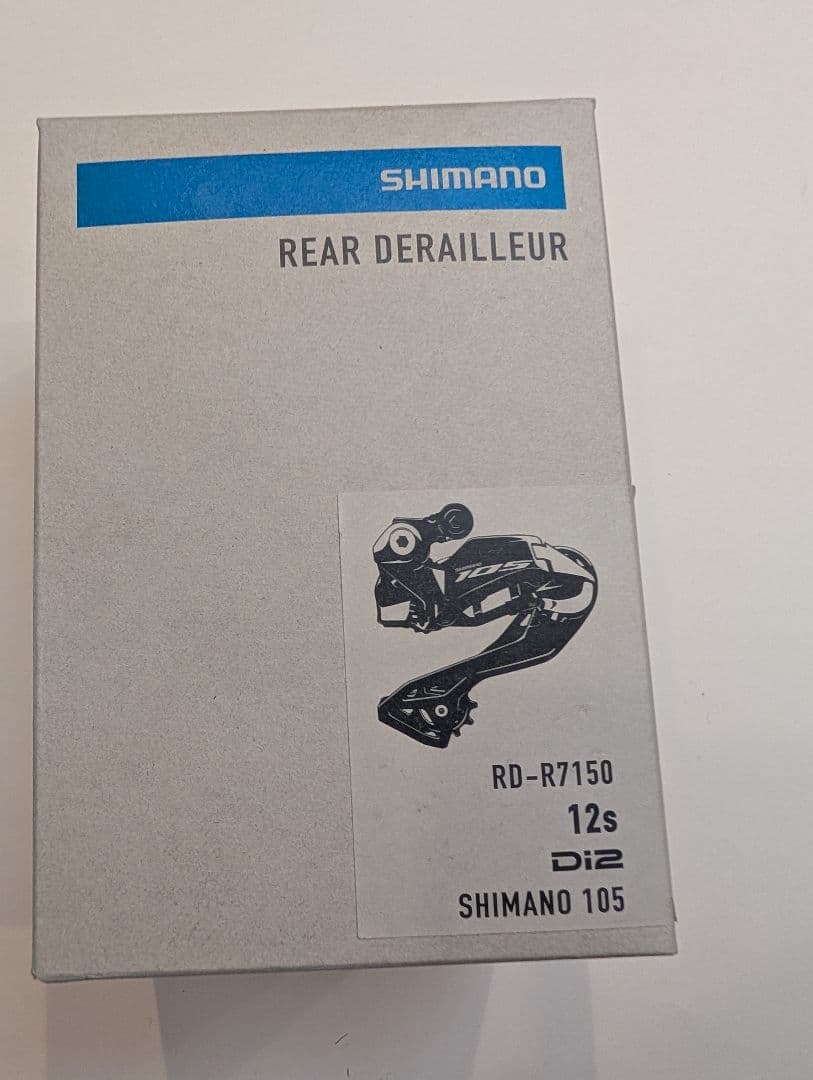 SHIMANO
REAR DERAILLEUR
105
RD-R7150
12s
Di2
SHIMANO 105